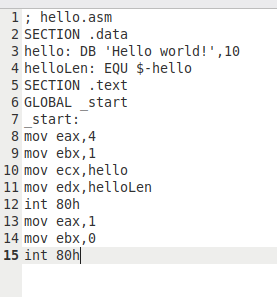 1 ; hello.asm
2 SECTION .data
3 hello: DB 'Hello world!',10
4 helloLen: EQU $-hello
5 SECTION .text
6 GLOBAL _start
7 _start:
8 mov eax,4
9 mov ebx,1
10 mov ecx,hello
11 mov edx,helloLen
12 int 80h
13 mov eax,1
14 mov ebx,0
15 int 80h